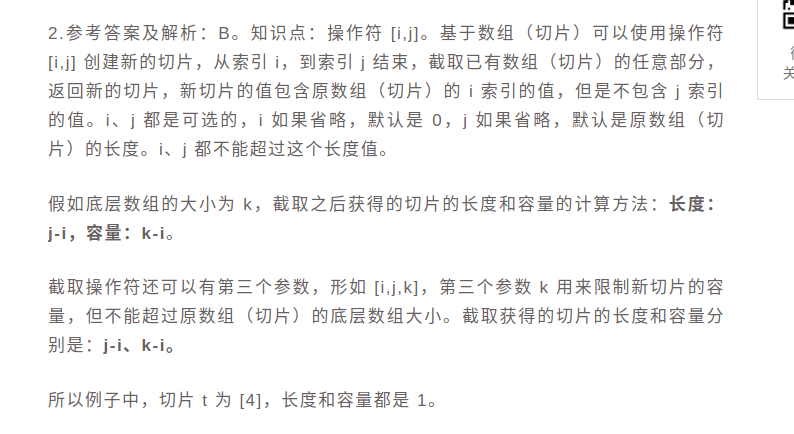 2.参考答案及解析：B。知识点：操作符 [i,j]。基于数组（切片）可以使用操作符
[i,j] 创建新的切片，从索引 i，到索引 j 结束，截取已有数组（切片）的任意部分，
返回新的切片，新切片的值包含原数组（切片）的 i 索引的值，但是不包含 j 索引
的值。i、j 都是可选的，i 如果省略，默认是 0，j 如果省略，默认是原数组（切
片）的长度。i、j 都不能超过这个长度值。
假如底层数组的大小为 k，截取之后获得的切片的长度和容量的计算方法：长度：
j-i，容量：k-i。
截取操作符还可以有第三个参数，形如 [i,j,k]，第三个参数 k 用来限制新切片的容
量，但不能超过原数组（切片）的底层数组大小。截取获得的切片的长度和容量分
别是：j-i、k-i。
所以例子中，切片 t 为 [4]，长度和容量都是 1。